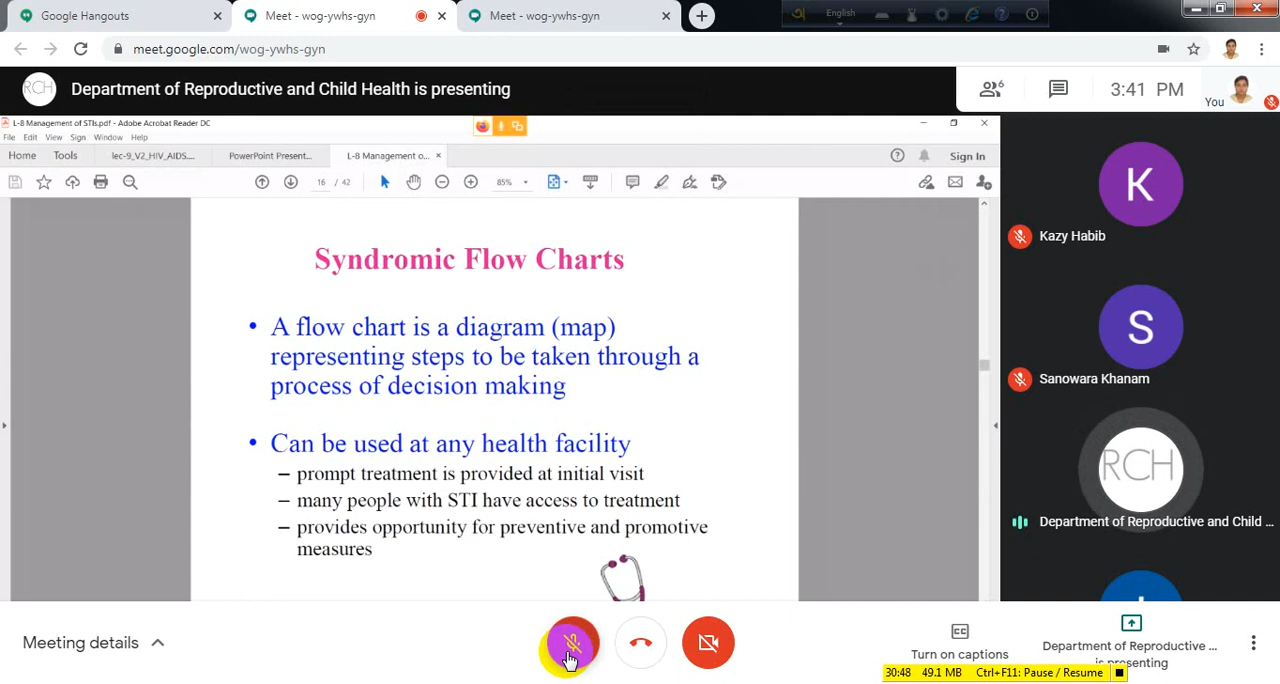 Google Hangouts
Meet - wog-ywhs-gyn
Meet - wog-ywhs-gyn
English
meet.google.com/wog-ywhs-gyn
RCH
Department of Reproductive and Child Health is presenting
6
3:41 PM
You
L-8 Management of STIs.pdf - Adobe Acrobat Reader DC
File Edit View Sign Window Help
Home Tools lec-9_V2_HIV_AIDS.... PowerPoint Present... L-8 Management o...
Sign In
16 / 42
85%
Syndromic Flow Charts
• A flow chart is a diagram (map)
representing steps to be taken through a
process of decision making
• Can be used at any health facility
– prompt treatment is provided at initial visit
– many people with STI have access to treatment
– provides opportunity for preventive and promotive
measures
K
Kazy Habib
S
Sanowara Khanam
RCH
Department of Reproductive and Child ...
Meeting details
Turn on captions
Department of Reproductive ...
is presenting
30:48 49.1 MB Ctrl+F11: Pause / Resume